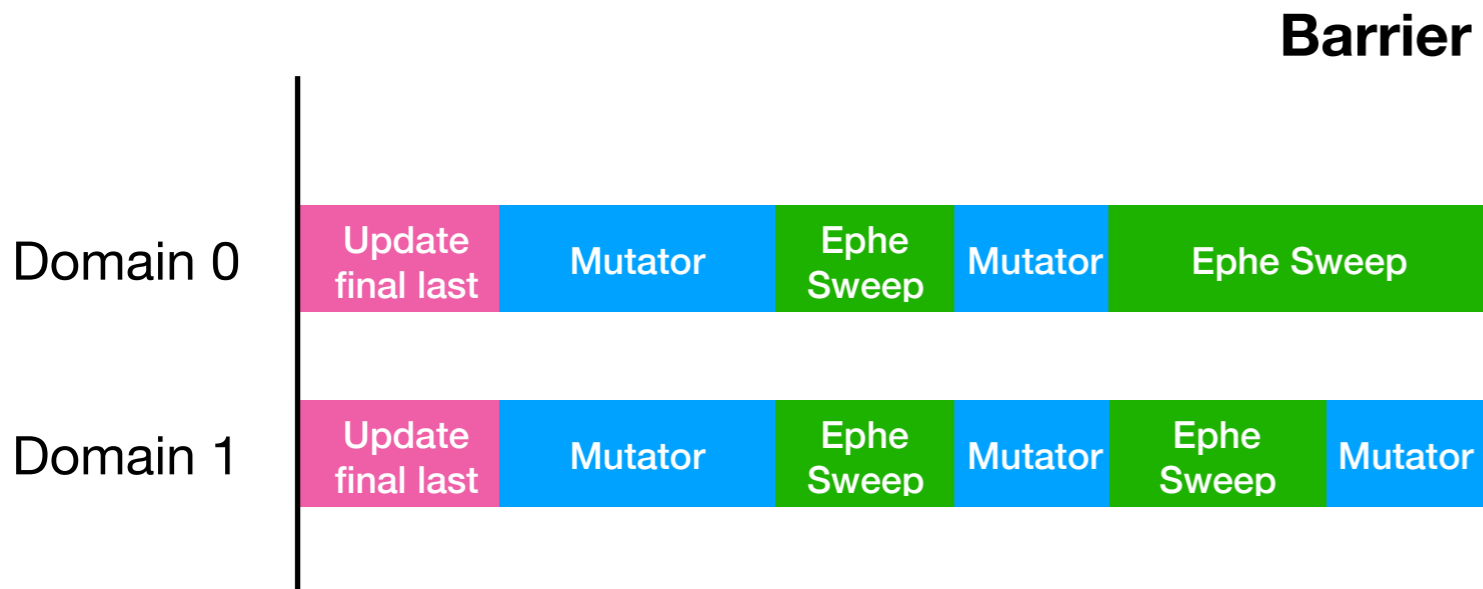 Barrier
Domain 0
Update
final last
Mutator
Ephe
Sweep
Mutator
Ephe Sweep
Domain 1
Update
final last
Mutator
Ephe
Sweep
Mutator
Ephe
Sweep
Mutator